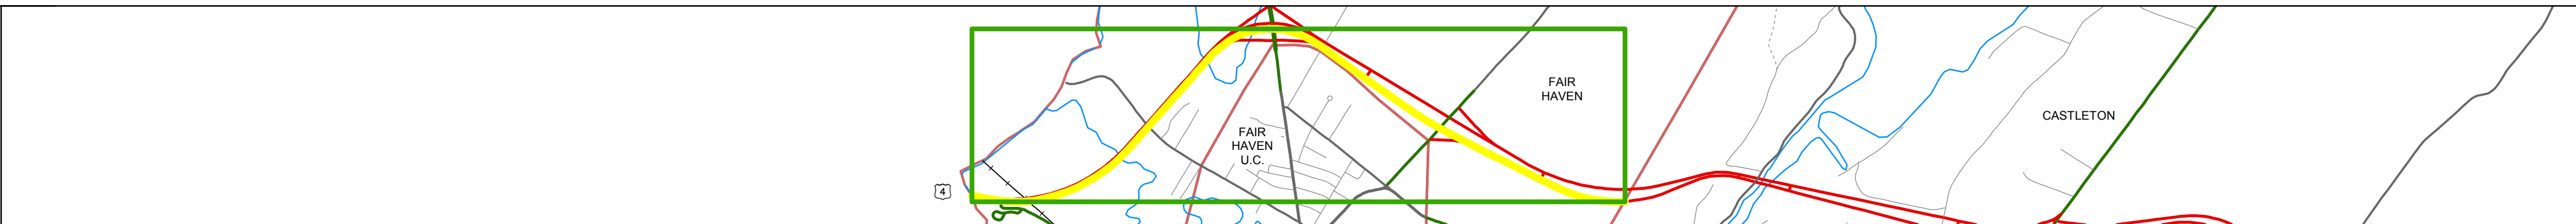 FAIR
HAVEN
FAIR
HAVEN
U.C.
CASTLETON
4